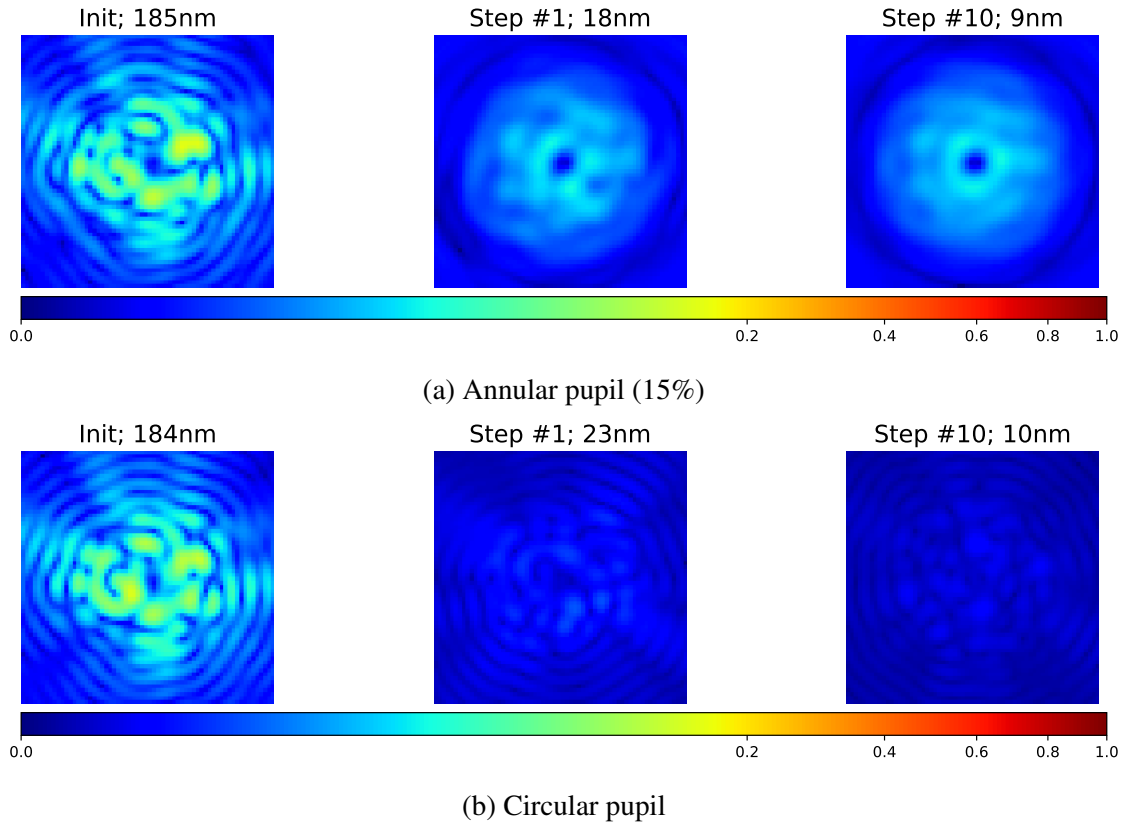 Init; 185nm Step #1; 18nm Step #10; 9nm
0.0 0.2 0.4 0.6 0.8 1.0
(a) Annular pupil (15%)
Init; 184nm Step #1; 23nm Step #10; 10nm
0.0 0.2 0.4 0.6 0.8 1.0
(b) Circular pupil